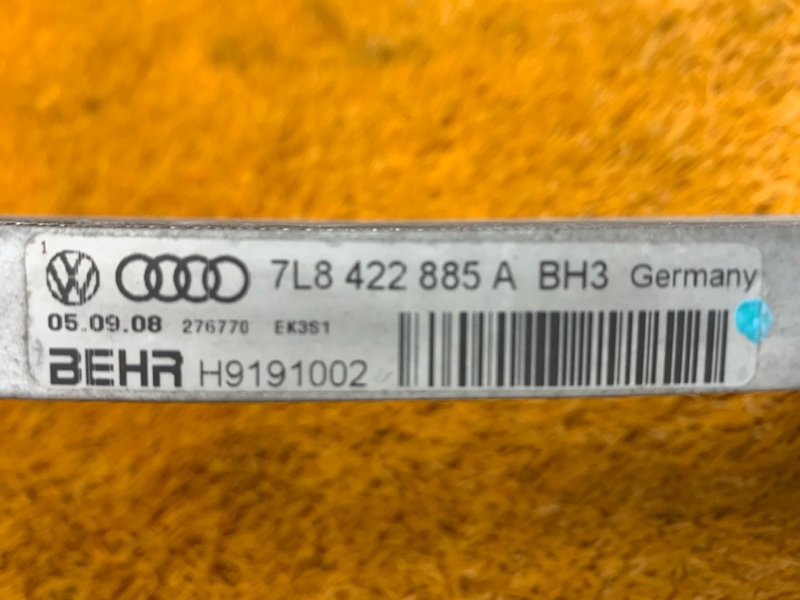 1
7L8 422 885 A BH3 Germany
05.09.08 276770 EK3S1
BEHR H9191002